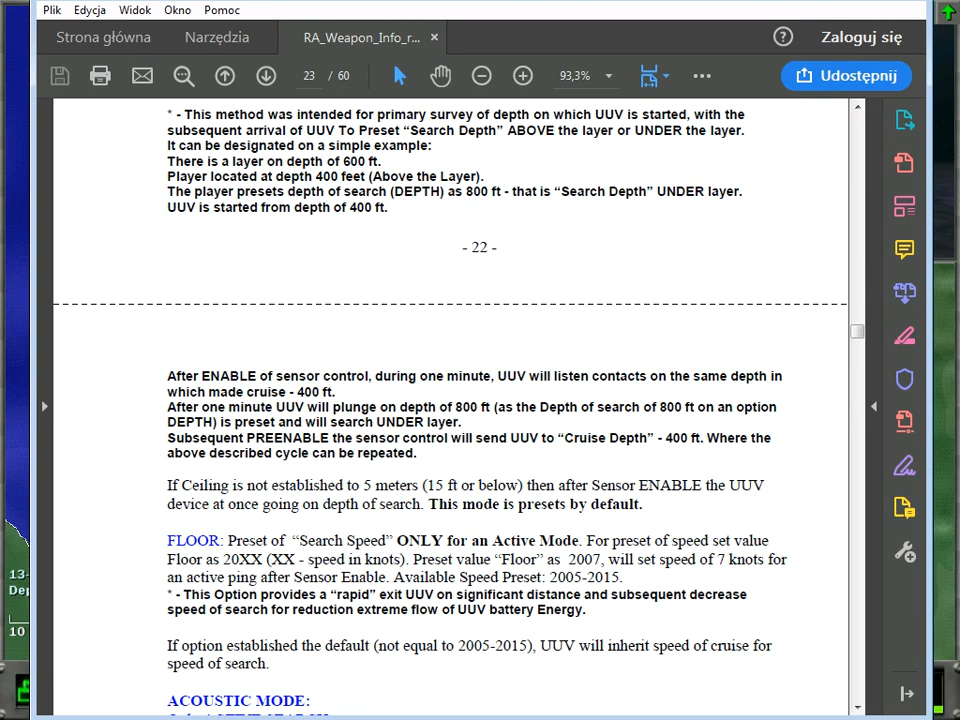 Plik Edycja Widok Okno Pomoc
Strona główna Narzędzia RA_Weapon_Info_r... × ? Zaloguj się
23 / 60 93,3% Udostępnij
* - This method was intended for primary survey of depth on which UUV is started, with the
subsequent arrival of UUV To Preset “Search Depth” ABOVE the layer or UNDER the layer.
It can be designated on a simple example:
There is a layer on depth of 600 ft.
Player located at depth 400 feet (Above the Layer).
The player presets depth of search (DEPTH) as 800 ft - that is “Search Depth” UNDER layer.
UUV is started from depth of 400 ft.
- 22 -
After ENABLE of sensor control, during one minute, UUV will listen contacts on the same depth in
which made cruise - 400 ft.
After one minute UUV will plunge on depth of 800 ft (as the Depth of search of 800 ft on an option
DEPTH) is preset and will search UNDER layer.
Subsequent PREENABLE the sensor control will send UUV to “Cruise Depth” - 400 ft. Where the
above described cycle can be repeated.
If Ceiling is not established to 5 meters (15 ft or below) then after Sensor ENABLE the UUV
device at once going on depth of search. This mode is presets by default.
FLOOR: Preset of “Search Speed” ONLY for an Active Mode. For preset of speed set value
Floor as 20XX (XX - speed in knots). Preset value “Floor” as 2007, will set speed of 7 knots for
an active ping after Sensor Enable. Available Speed Preset: 2005-2015.
* - This Option provides a “rapid” exit UUV on significant distance and subsequent decrease
speed of search for reduction extreme flow of UUV battery Energy.
If option established the default (not equal to 2005-2015), UUV will inherit speed of cruise for
speed of search.
ACOUSTIC MODE:
13-
Dep
10